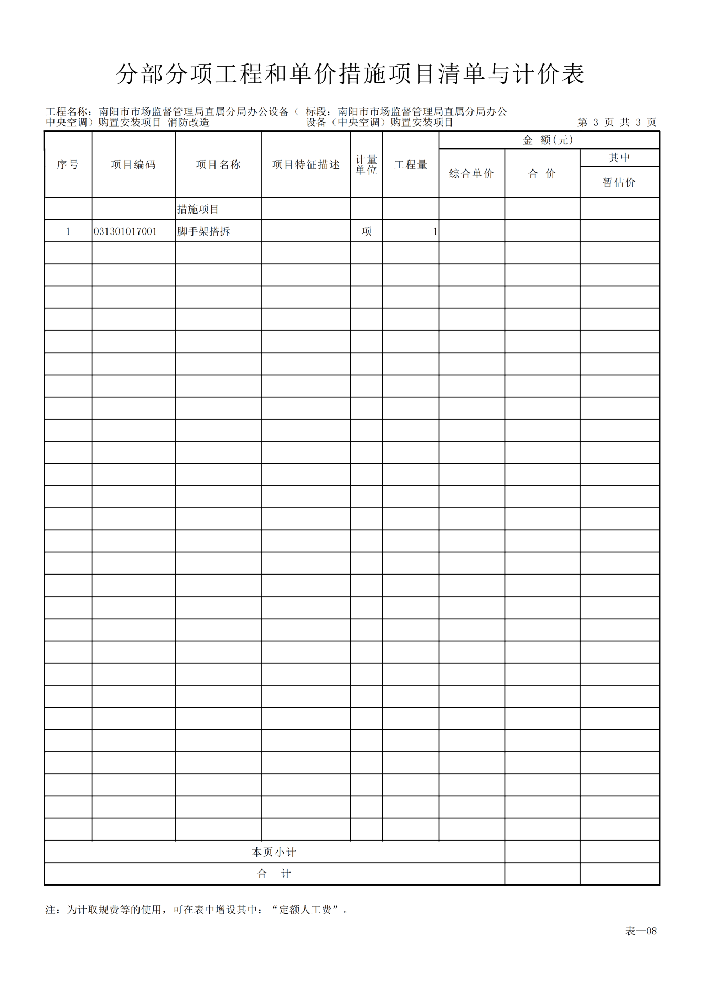 分部分项工程和单价措施项目清单与计价表
工程名称：南阳市市场监督管理局直属分局办公设备（
中央空调）购置安装项目-消防改造
标段：南阳市市场监督管理局直属分局办公
设备（中央空调）购置安装项目
第 3 页 共 3 页
序号
项目编码
项目名称
项目特征描述
计量
单位
工程量
金 额(元)
综合单价
合 价
其中
暂估价
措施项目
1 031301017001 脚手架搭拆 项 1
本页小计
合 计
注：为计取规费等的使用，可在表中增设其中：“定额人工费”。
表—08